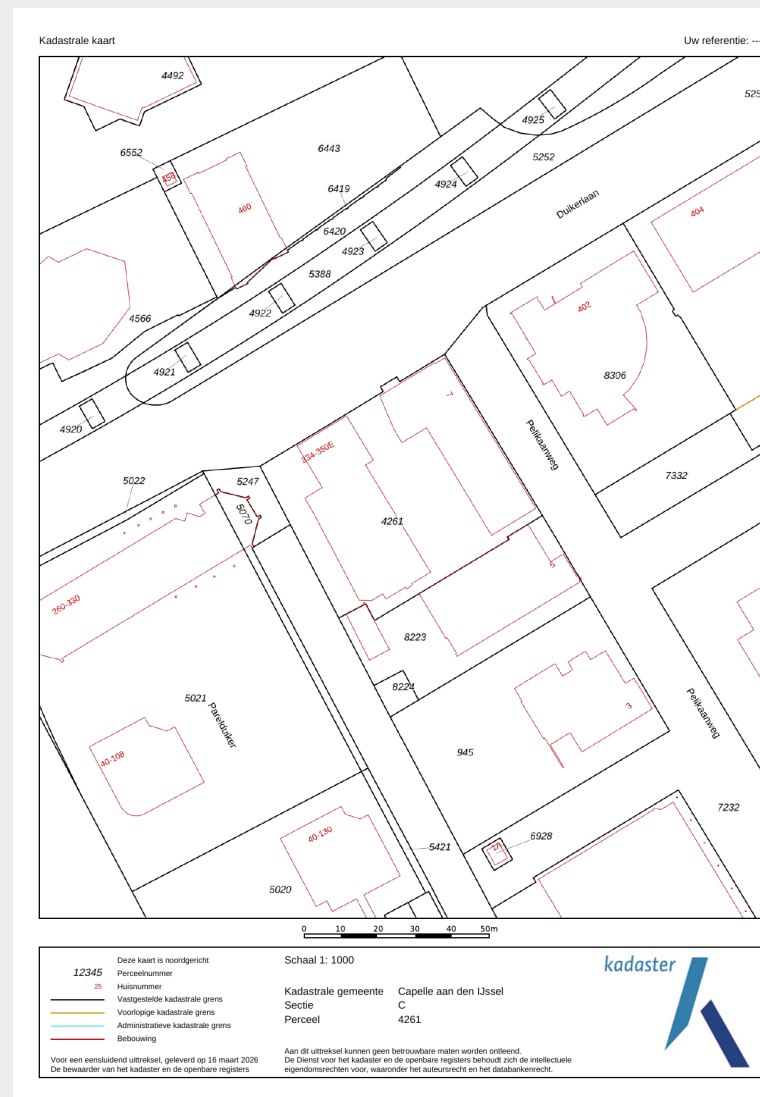 Kadastrale kaart
Uw referentie: --
4492
4925
525
6552
6443
5252
458
4924
6419
Duikerlaan
404
460
6420
4923
5388
402
4922
4566
8306
4921
7
4920
Pelikaanweg
334-350E
5022
5247
7332
5070
4261
5
260-330
8223
8224
5021
Parelduiker
3
Pelikaanweg
945
40-108
7232
40-130
6928
5421
5020
0 10 20 30 40 50m
Deze kaart is noordgericht
12345 Perceelnummer
25 Huisnummer
Vastgestelde kadastrale grens
Voorlopige kadastrale grens
Administratieve kadastrale grens
Bebouwing
Voor een eensluidend uittreksel, geleverd op 16 maart 2026
De bewaarder van het kadaster en de openbare registers
Schaal 1: 1000
Kadastrale gemeente Capelle aan den IJssel
Sectie C
Perceel 4261
Aan dit uittreksel kunnen geen betrouwbare maten worden ontleend.
De Dienst voor het kadaster en de openbare registers behoudt zich de intellectuele
eigendomsrechten voor, waaronder het auteursrecht en het databankenrecht.
kadaster